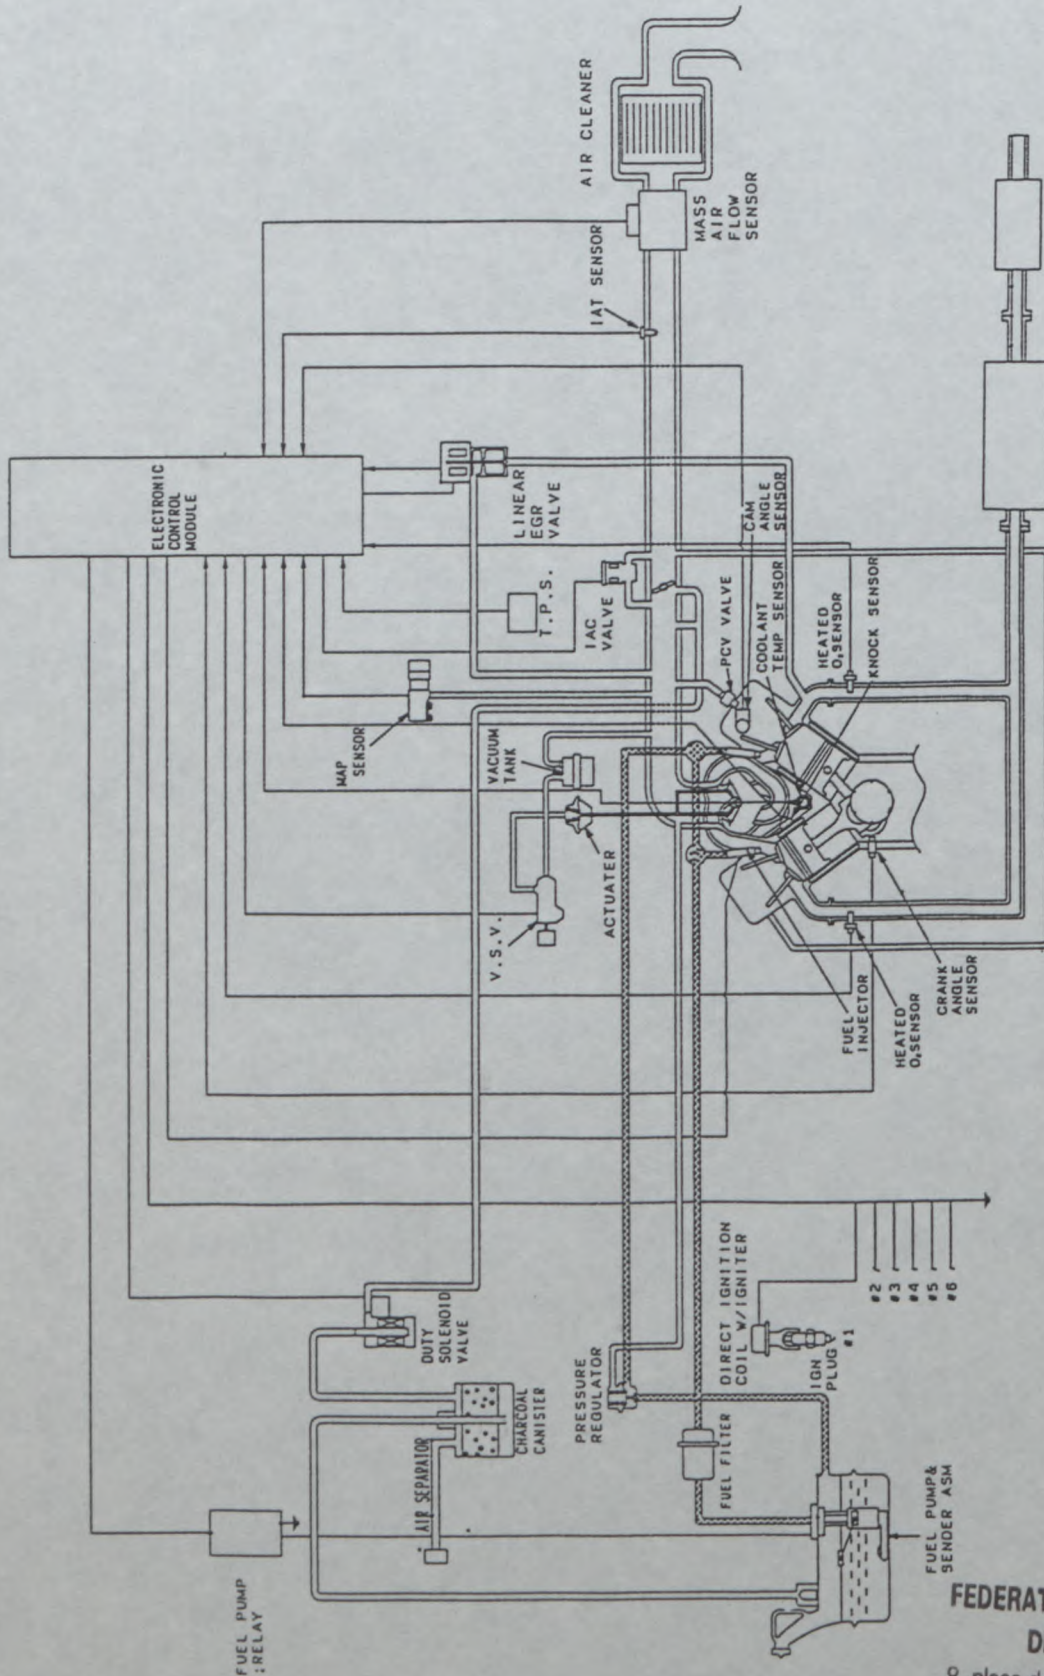 AIR CLEANER
MASS
AIR
FLOW
SENSOR
IAT SENSOR
ELECTRONIC
CONTROL
MODULE
LINEAR
EGR
VALVE
T.P.S.
IAC
VALVE
MAP
SENSOR
VACUUM
TANK
ACTUATER
V.S.V.
PCV VALVE
CAM
ANGLE
SENSOR
COOLANT
TEMP SENSOR
HEATED
O₂SENSOR
KNOCK SENSOR
FUEL
INJECTOR
HEATED
O₂SENSOR
CRANK
ANGLE
SENSOR
DUTY
SOLENOID
VALVE
CHARCOAL
CANISTER
AIR SEPARATOR
FUEL PUMP
:RELAY
PRESSURE
REGULATOR
FUEL FILTER
DIRECT IGNITION
COIL W/IGNITER
IGN
PLUG
#1
#2
#3
#4
#5
#6
FUEL PUMP&
SENDER ASM
FEDERAT
D